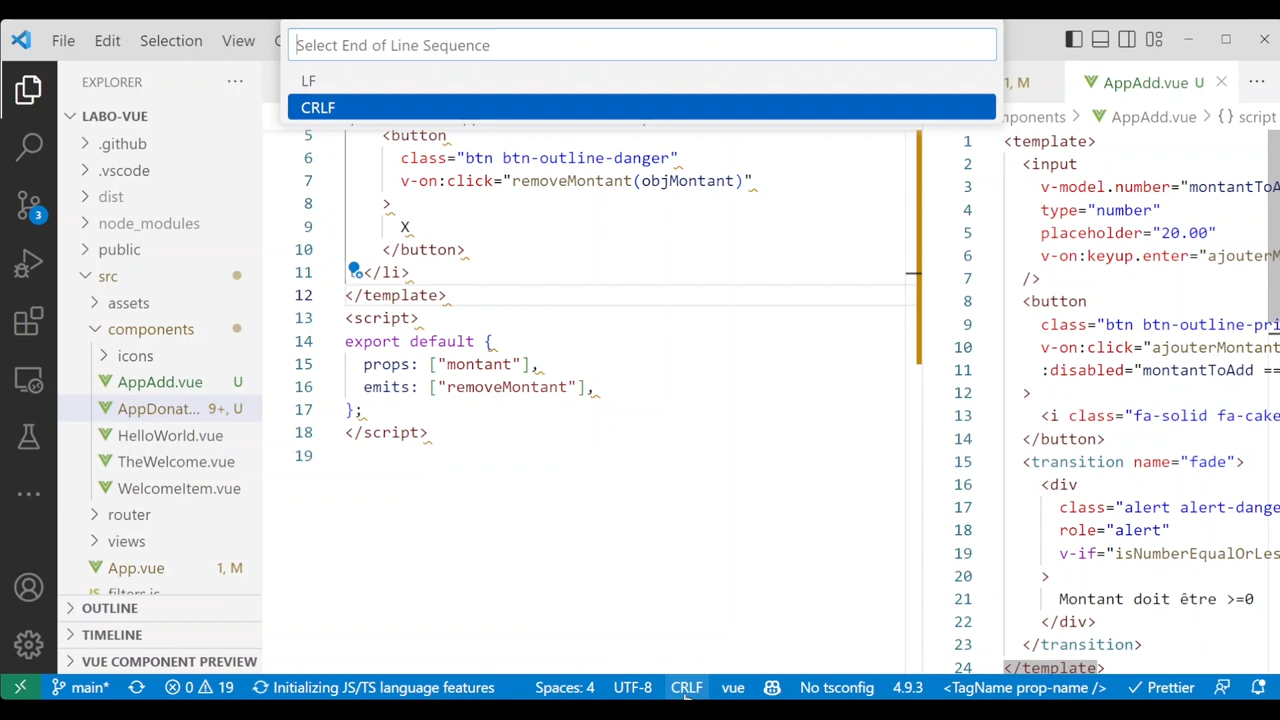 File Edit Selection View
Select End of Line Sequence
LF
CRLF
EXPLORER
LABO-VUE
.github
.vscode
dist
node_modules
public
src
assets
components
icons
AppAdd.vue U
AppDonat... 9+, U
HelloWorld.vue
TheWelcome.vue
WelcomeItem.vue
router
views
App.vue 1, M
OUTLINE
TIMELINE
VUE COMPONENT PREVIEW
3
5 <button
6 class="btn btn-outline-danger"
7 v-on:click="removeMontant(objMontant)"
8 >
9 X
10 </button>
11 </li>
12 </template>
13 <script>
14 export default {
15 props: ["montant"],
16 emits: ["removeMontant"],
17 };
18 </script>
19
1, M
AppAdd.vue U
ponents > AppAdd.vue > {} script
1 <template>
2 <input
3 v-model.number="montantToA
4 type="number"
5 placeholder="20.00"
6 v-on:keyup.enter="ajouterM
7 />
8 <button
9 class="btn btn-outline-pri
10 v-on:click="ajouterMontant
11 :disabled="montantToAdd ==
12 >
13 <i class="fa-solid fa-cake
14 </button>
15 <transition name="fade">
16 <div
17 class="alert alert-dange
18 role="alert"
19 v-if="isNumberEqualOrLes
20 >
21 Montant doit être >=0
22 </div>
23 </transition>
24 </template>
main* 0 19 Initializing JS/TS language features Spaces: 4 UTF-8 CRLF vue No tsconfig 4.9.3 <TagName prop-name /> Prettier